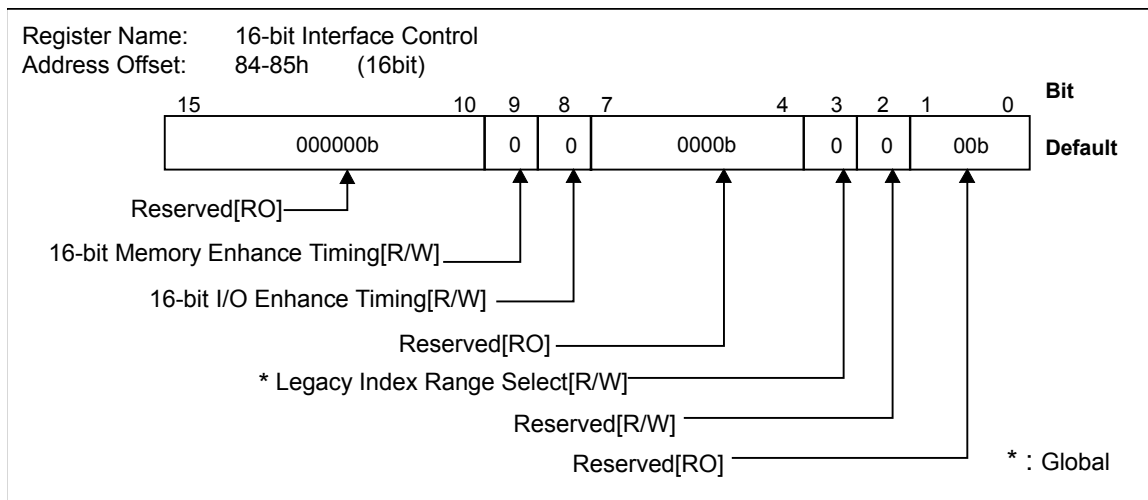 Register Name: 16-bit Interface Control
Address Offset: 84-85h (16bit)
15 10 9 8 7 4 3 2 1 0 Bit
000000b 0 0 0000b 0 0 00b Default
Reserved[RO]
16-bit Memory Enhance Timing[R/W]
16-bit I/O Enhance Timing[R/W]
Reserved[RO]
* Legacy Index Range Select[R/W]
Reserved[R/W]
Reserved[RO] * : Global